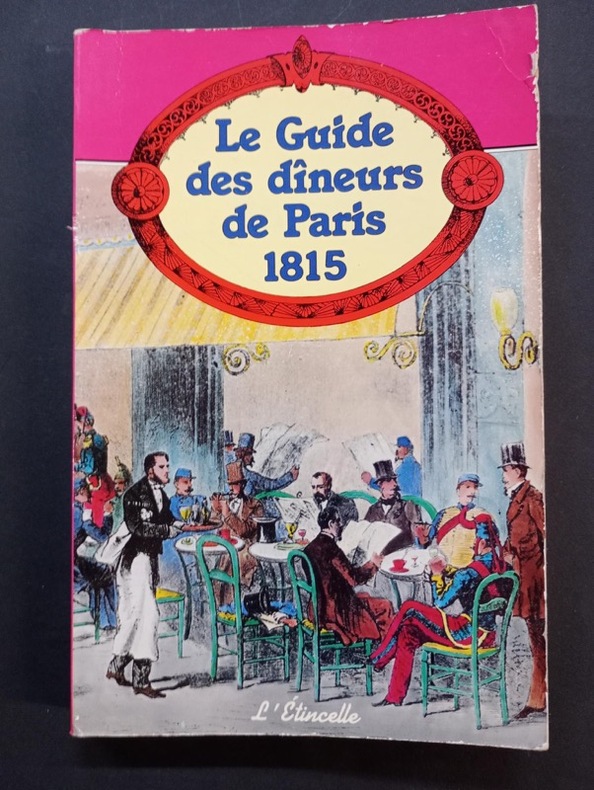 Le Guide
des dîneurs
de Paris
1815
L'Étincelle